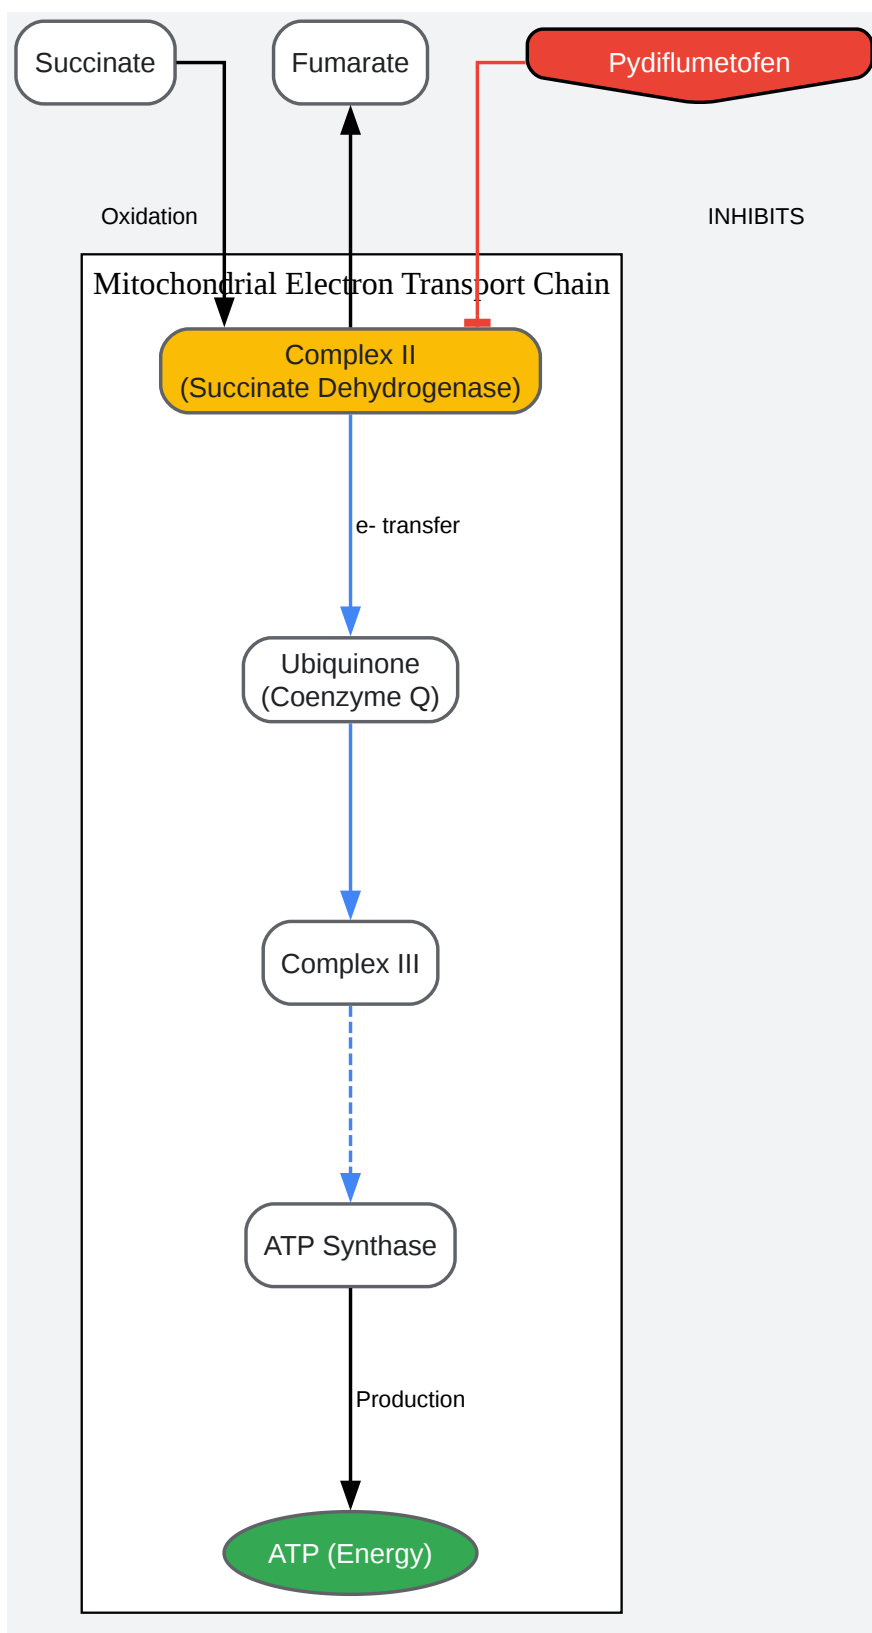 Succinate
Fumarate
Pydiflumetofen
Oxidation
INHIBITS
Mitochondrial Electron Transport Chain
Complex II
(Succinate Dehydrogenase)
e- transfer
Ubiquinone
(Coenzyme Q)
Complex III
ATP Synthase
Production
ATP (Energy)